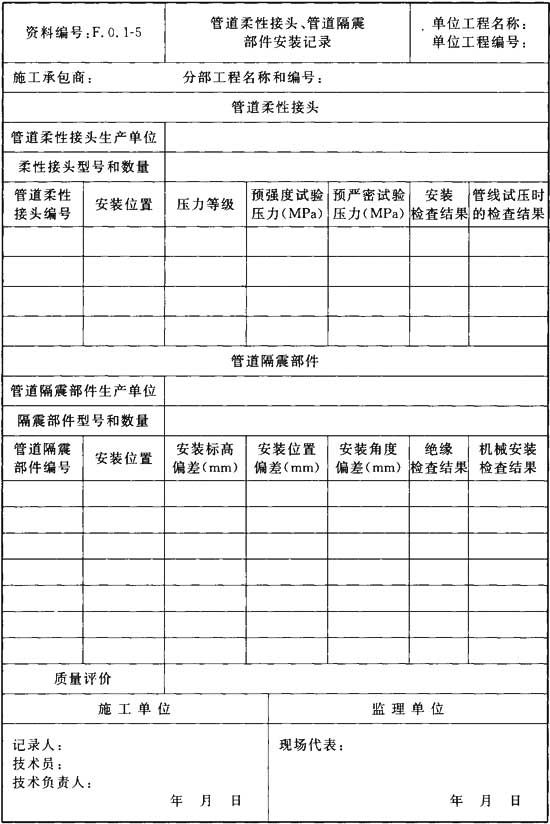 资料编号:F.0.1-5
管道柔性接头、管道隔震
部件安装记录
单位工程名称:
单位工程编号:
施工承包商: 分部工程名称和编号:
管道柔性接头
管道柔性接头生产单位
柔性接头型号和数量
管道柔性
接头编号
安装位置
压力等级
预强度试验
压力(MPa)
预严密试验
压力(MPa)
安装
检查结果
管线试压时
的检查结果
管道隔震部件
管道隔震部件生产单位
隔震部件型号和数量
管道隔震
部件编号
安装位置
安装标高
偏差(mm)
安装位置
偏差(mm)
安装角度
偏差(mm)
绝缘
检查结果
机械安装
检查结果
质量评价
施工单位
监理单位
记录人:
技术员:
技术负责人:
年 月 日
现场代表:
年 月 日